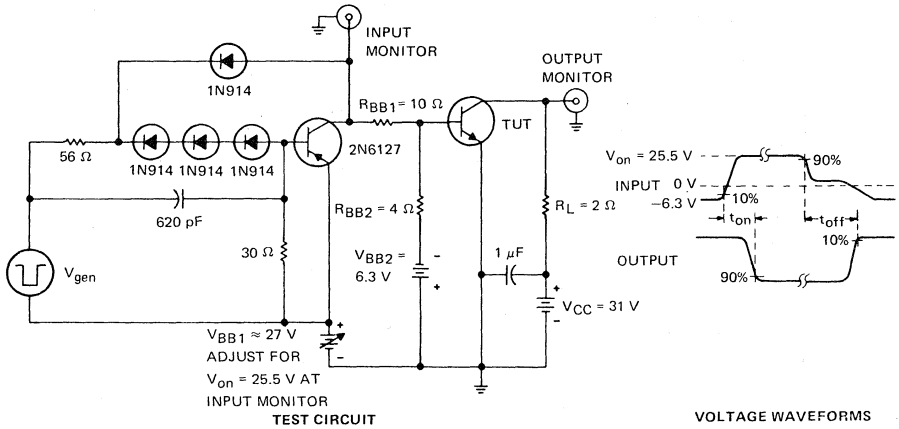 INPUT
MONITOR
OUTPUT
MONITOR
1N914
RBB1 = 10 Ω
TUT
56 Ω
1N914 1N914 1N914
2N6127
620 pF
RBB2 = 4 Ω
RL = 2 Ω
30 Ω
Vgen
VBB2 =
6.3 V
-
+
1 μF
+
VCC = 31 V
-
VBB1 ≈ 27 V
ADJUST FOR
Von = 25.5 V AT
INPUT MONITOR
+
-
TEST CIRCUIT
Von = 25.5 V
90%
INPUT 0 V
-6.3 V
10%
ton
toff
10%
OUTPUT
90%
VOLTAGE WAVEFORMS